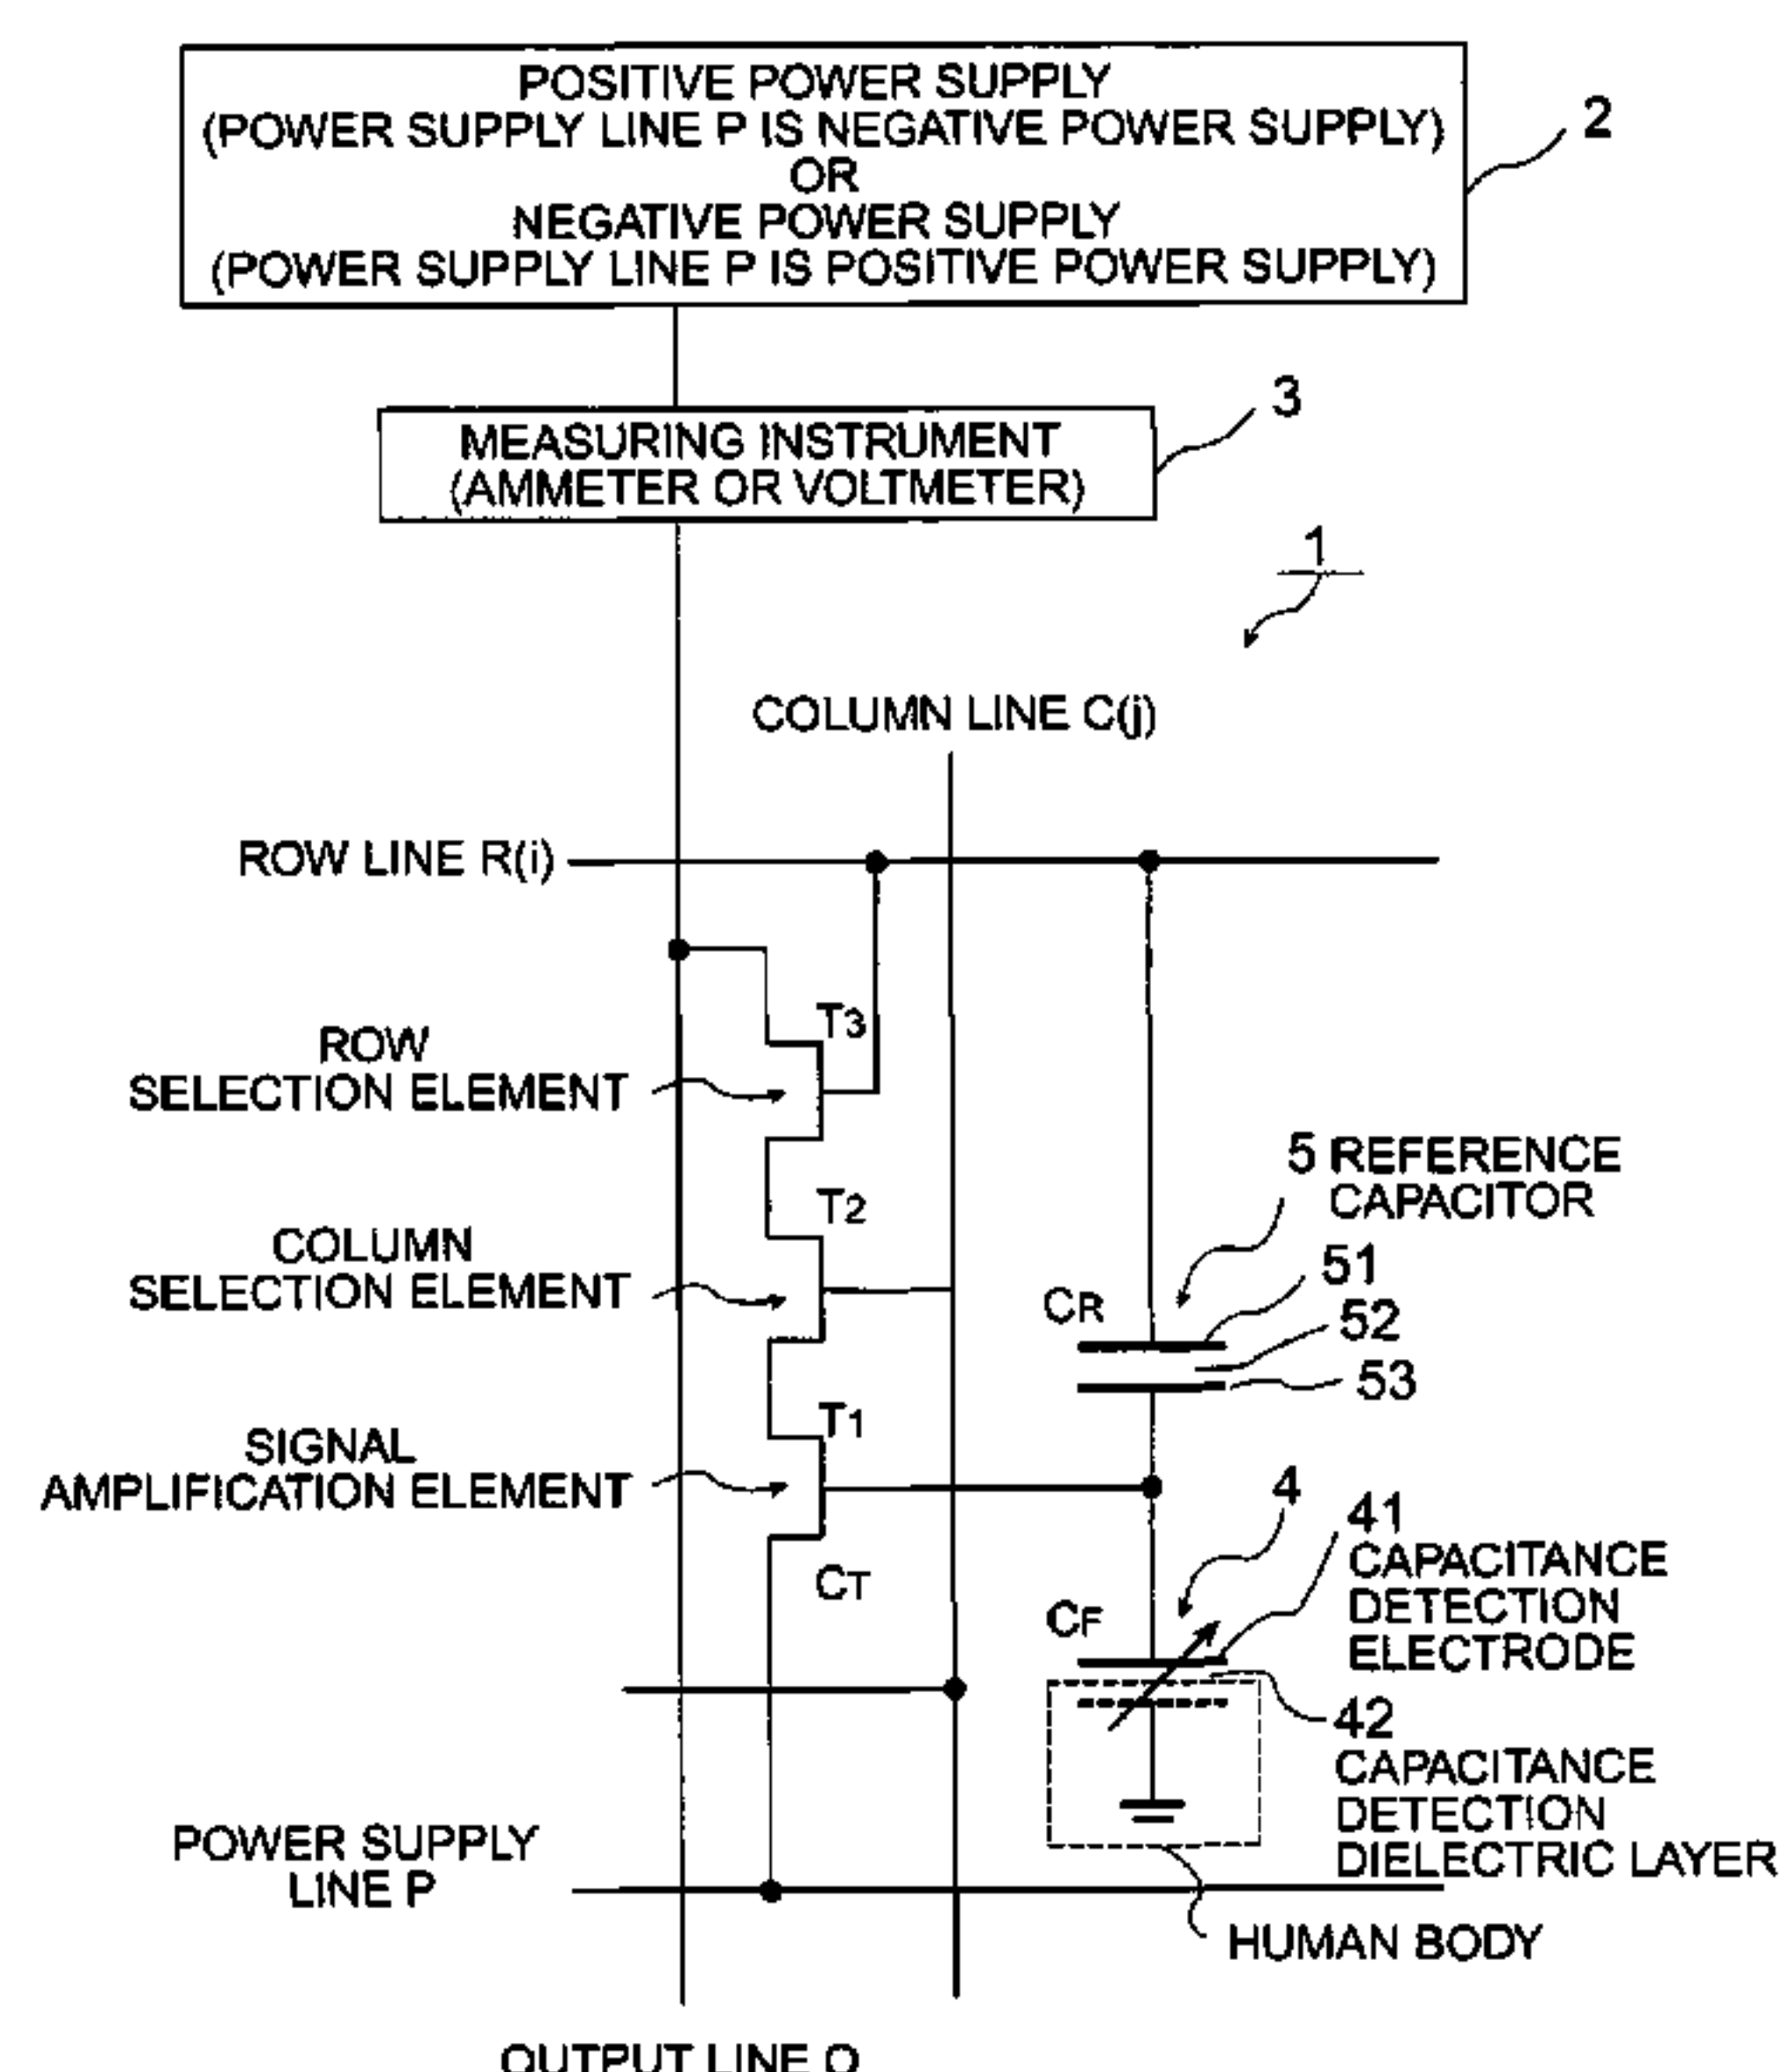 POSITIVE POWER SUPPLY
(POWER SUPPLY LINE P IS NEGATIVE POWER SUPPLY)
OR
NEGATIVE POWER SUPPLY
(POWER SUPPLY LINE P IS POSITIVE POWER SUPPLY)
2
3
MEASURING INSTRUMENT
(AMMETER OR VOLTMETER)
1
COLUMN LINE C(j)
ROW LINE R(i)
T3
ROW
SELECTION ELEMENT
5 REFERENCE
CAPACITOR
T2
COLUMN
SELECTION ELEMENT
51
CR
52
53
T1
SIGNAL
AMPLIFICATION ELEMENT
4
41
CAPACITANCE
DETECTION
ELECTRODE
CT
CF
42
CAPACITANCE
DETECTION
DIELECTRIC LAYER
POWER SUPPLY
LINE P
HUMAN BODY
OUTPUT LINE O